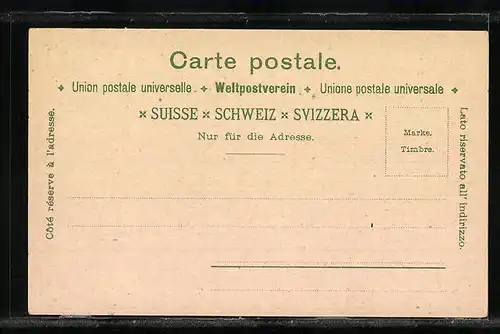 Carte postale.
✦ Union postale universelle. ✦ Weltpostverein ✦ Unione postale universale ✦
× SUISSE × SCHWEIZ × SVIZZERA ×
Nur für die Adresse.
Marke.
Timbre.
Côté réservé à l'adresse.
Lato riservato all' indirizzo.